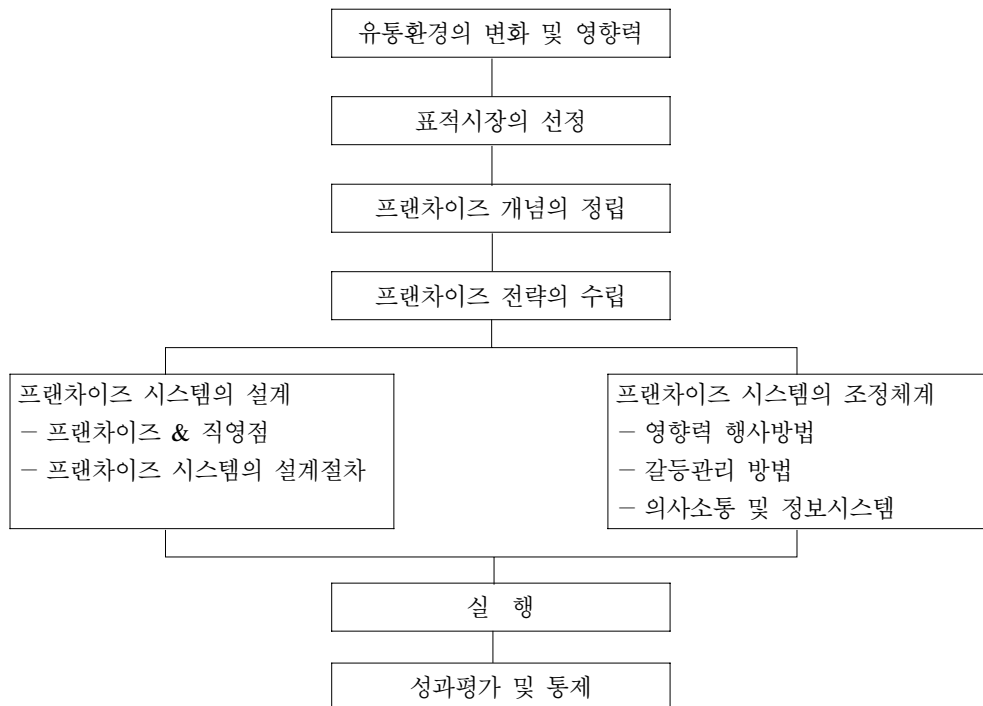 유통환경의 변화 및 영향력
표적시장의 선정
프랜차이즈 개념의 정립
프랜차이즈 전략의 수립
프랜차이즈 시스템의 설계
- 프랜차이즈 & 직영점
- 프랜차이즈 시스템의 설계절차
프랜차이즈 시스템의 조정체계
- 영향력 행사방법
- 갈등관리 방법
- 의사소통 및 정보시스템
실 행
성과평가 및 통제